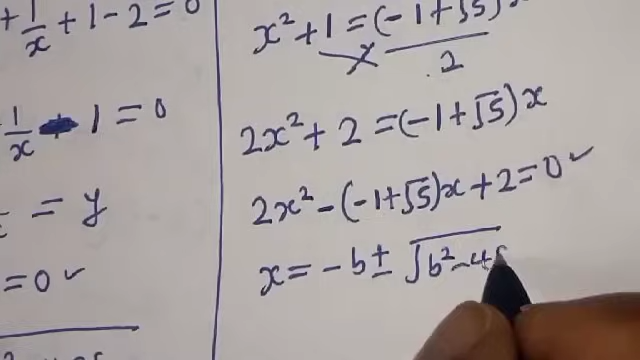 + 1/x + 1 - 2 = 0
1/x + 1 = 0
= y
= 0 ✓
x² + 1 = (-1 + √5) x / 2
2x² + 2 = (-1 + √5) x
2x² - (-1 + √5) x + 2 = 0 ✓
x = - b ± √b² - 4